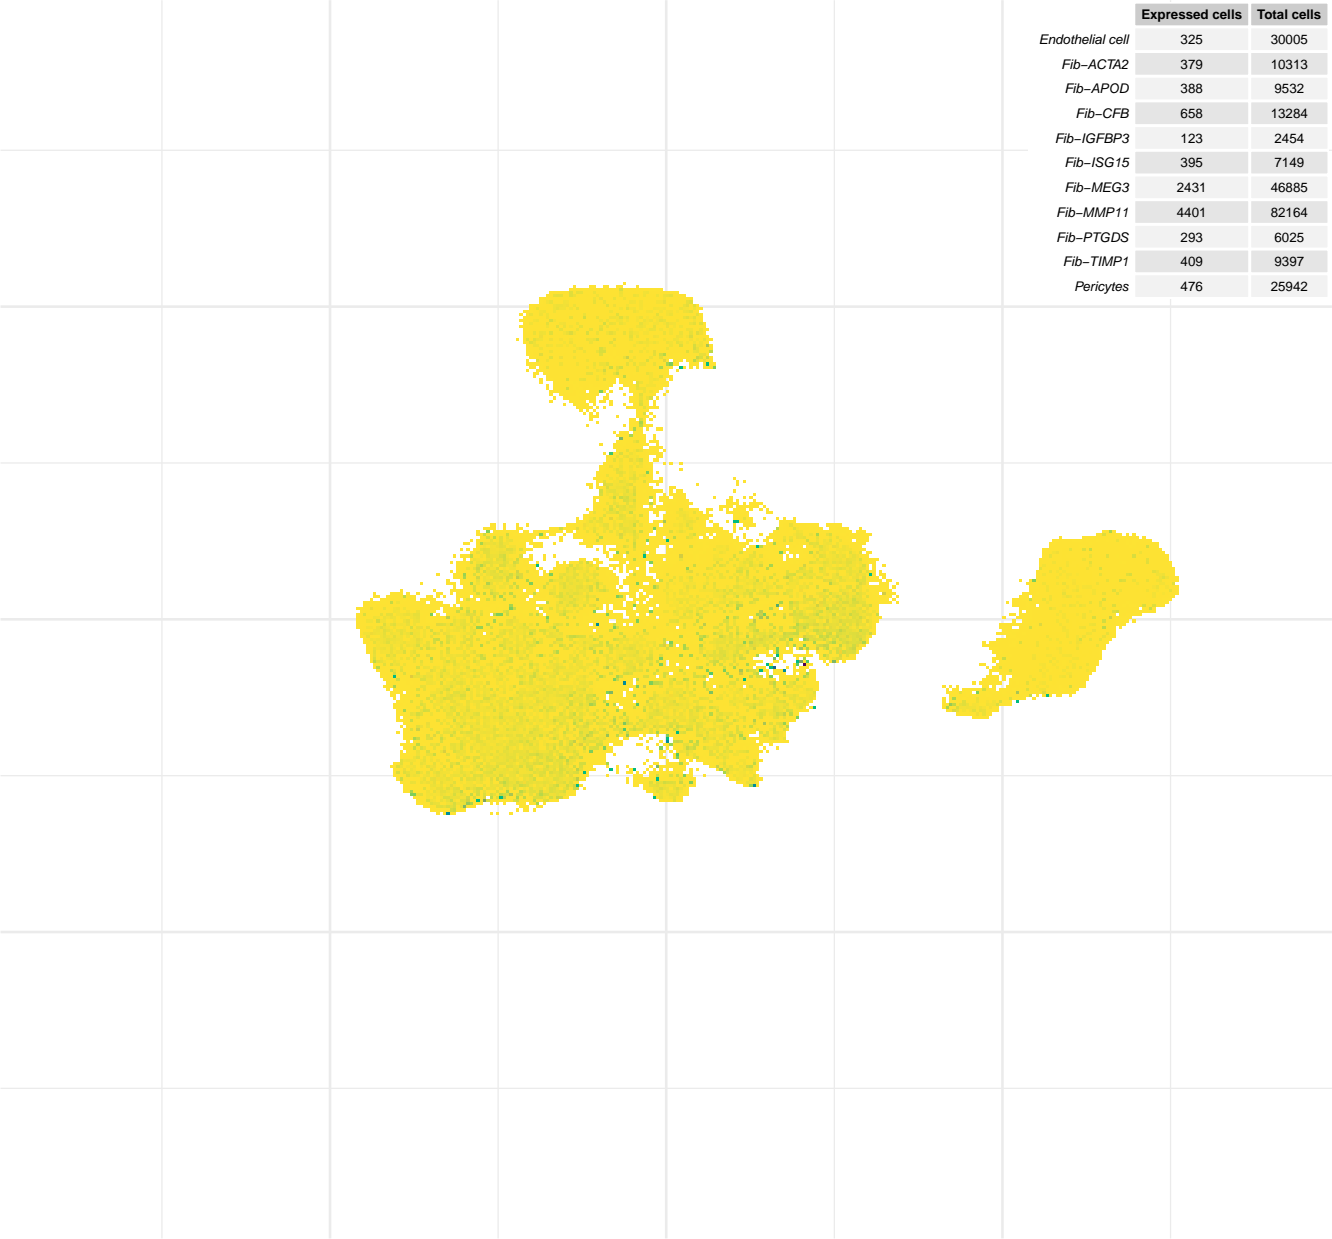 Expressed cells Total cells
Endothelial cell 325 30005
Fib−ACTA2 379 10313
Fib−APOD 388 9532
Fib−CFB 658 13284
Fib−IGFBP3 123 2454
Fib−ISG15 395 7149
Fib−MEG3 2431 46885
Fib−MMP11 4401 82164
Fib−PTGDS 293 6025
Fib−TIMP1 409 9397
Pericytes 476 25942